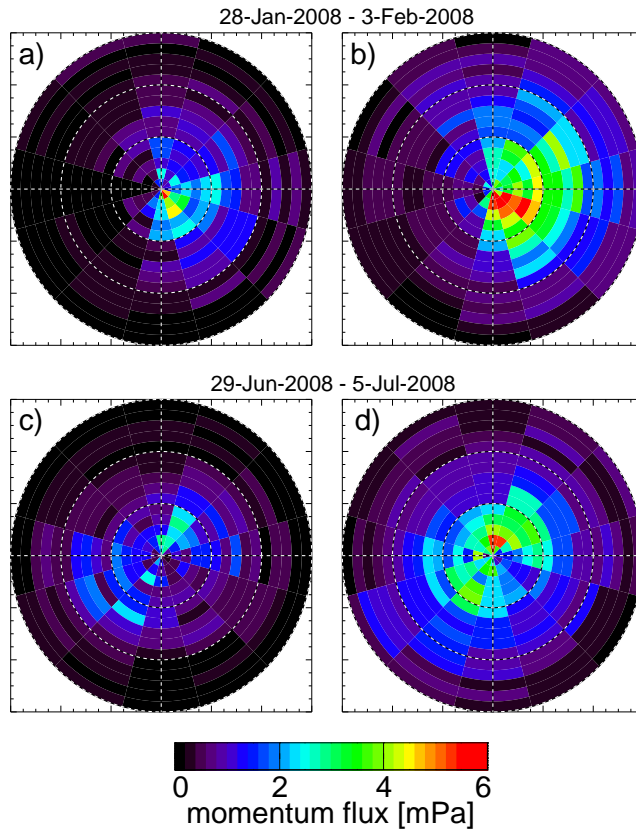 28-Jan-2008 - 3-Feb-2008
a)
b)
29-Jun-2008 - 5-Jul-2008
c)
d)
0 2 4 6
momentum flux [mPa]